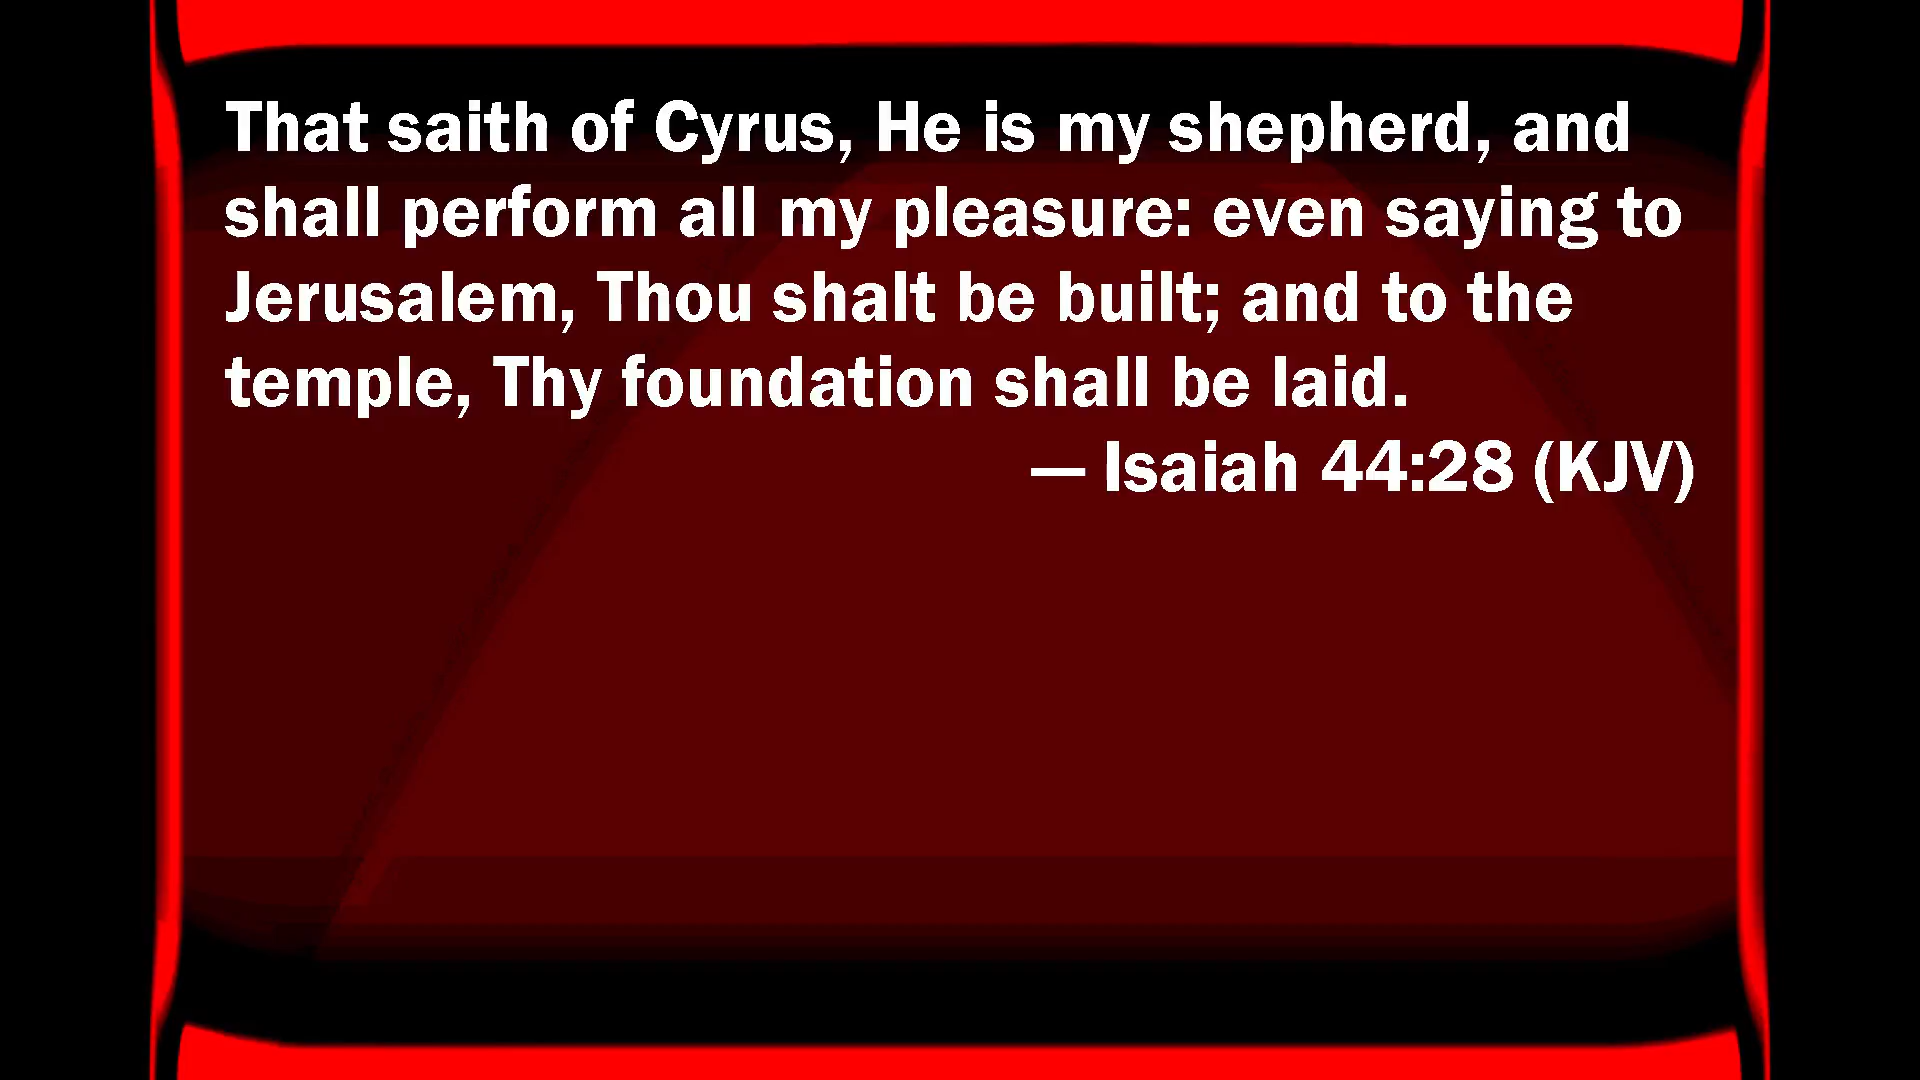 That saith of Cyrus, He is my shepherd, and
shall perform all my pleasure: even saying to
Jerusalem, Thou shalt be built; and to the
temple, Thy foundation shall be laid.
— Isaiah 44:28 (KJV)